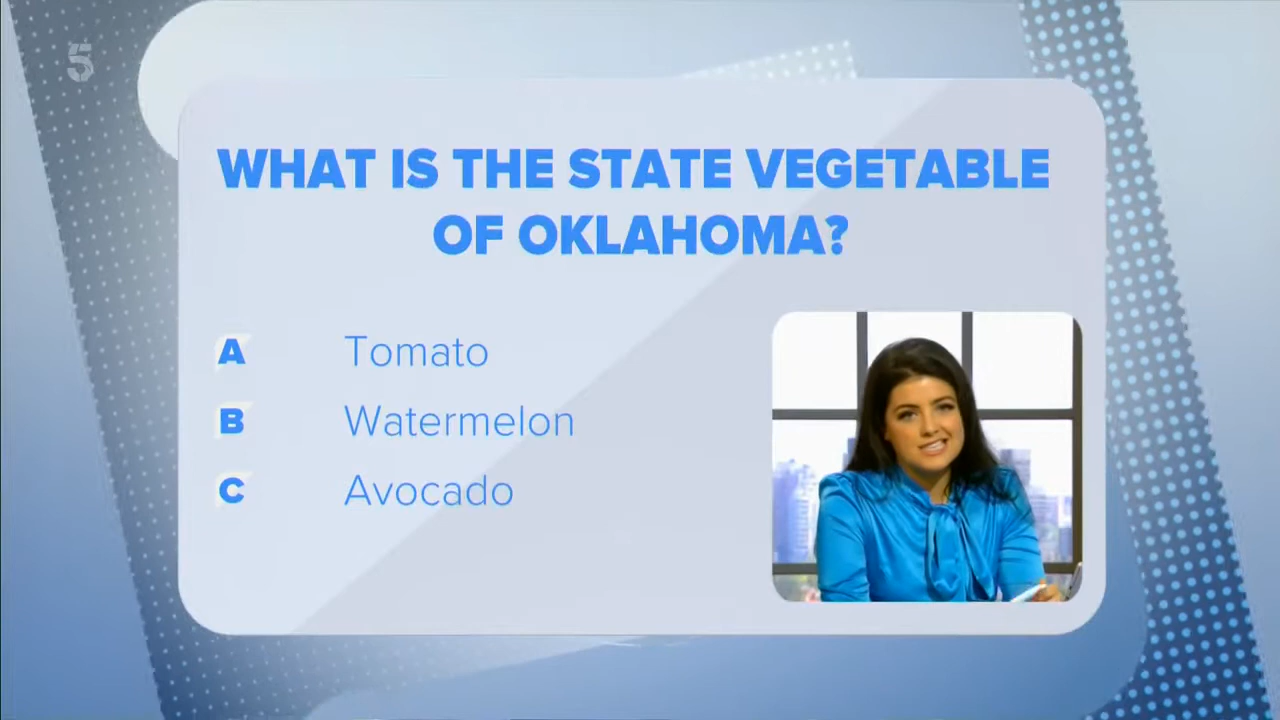 5
WHAT IS THE STATE VEGETABLE
OF OKLAHOMA?
A Tomato
B Watermelon
C Avocado